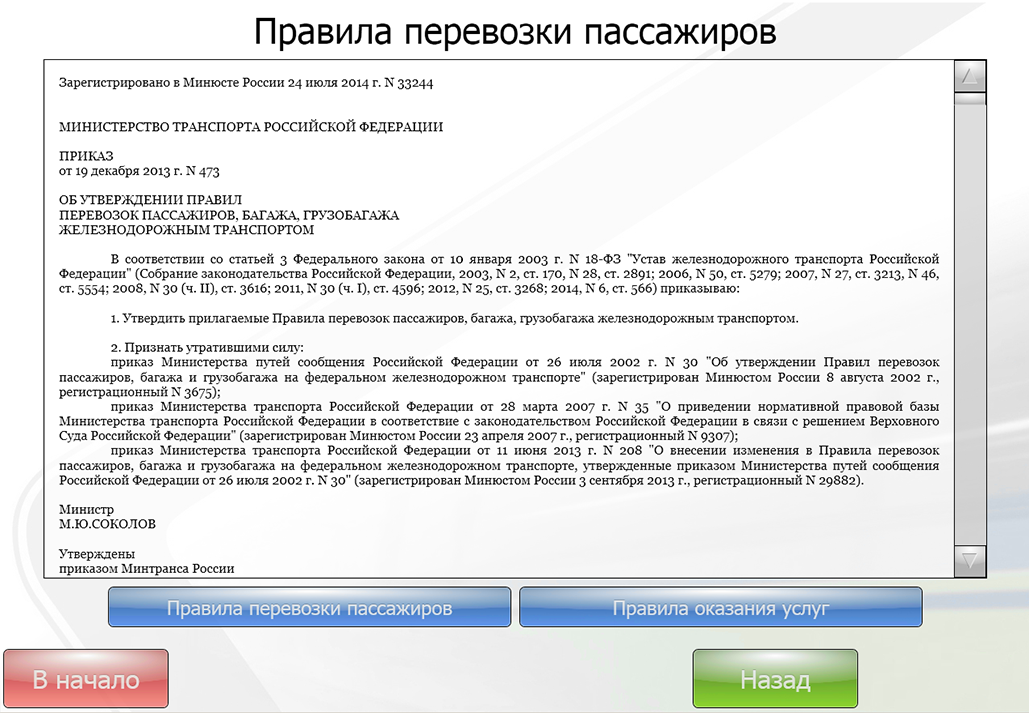 Правила перевозки пассажиров
Зарегистрировано в Минюсте России 24 июля 2014 г. N 33244
МИНИСТЕРСТВО ТРАНСПОРТА РОССИЙСКОЙ ФЕДЕРАЦИИ
ПРИКАЗ
от 19 декабря 2013 г. N 473
ОБ УТВЕРЖДЕНИИ ПРАВИЛ
ПЕРЕВОЗОК ПАССАЖИРОВ, БАГАЖА, ГРУЗОБАГАЖА
ЖЕЛЕЗНОДОРОЖНЫМ ТРАНСПОРТОМ
В соответствии со статьей 3 Федерального закона от 10 января 2003 г. N 18-ФЗ "Устав железнодорожного транспорта Российской
Федерации" (Собрание законодательства Российской Федерации, 2003, N 2, ст. 170, N 28, ст. 2891; 2006, N 50, ст. 5279; 2007, N 27, ст. 3213, N 46,
ст. 5554; 2008, N 30 (ч. II), ст. 3616; 2011, N 30 (ч. I), ст. 4596; 2012, N 25, ст. 3268; 2014, N 6, ст. 566) приказываю:
1. Утвердить прилагаемые Правила перевозок пассажиров, багажа, грузобагажа железнодорожным транспортом.
2. Признать утратившими силу:
приказ Министерства путей сообщения Российской Федерации от 26 июля 2002 г. N 30 "Об утверждении Правил перевозок
пассажиров, багажа и грузобагажа на федеральном железнодорожном транспорте" (зарегистрирован Минюстом России 8 августа 2002 г.,
регистрационный N 3675);
приказ Министерства транспорта Российской Федерации от 28 марта 2007 г. N 35 "О приведении нормативной правовой базы
Министерства транспорта Российской Федерации в соответствие с законодательством Российской Федерации в связи с решением Верховного
Суда Российской Федерации" (зарегистрирован Минюстом России 23 апреля 2007 г., регистрационный N 9307);
приказ Министерства транспорта Российской Федерации от 11 июня 2013 г. N 208 "О внесении изменения в Правила перевозок
пассажиров, багажа и грузобагажа на федеральном железнодорожном транспорте, утвержденные приказом Министерства путей сообщения
Российской Федерации от 26 июля 2002 г. N 30" (зарегистрирован Минюстом России 3 сентября 2013 г., регистрационный N 29882).
Министр
М.Ю.СОКОЛОВ
Утверждены
приказом Минтранса России
Правила перевозки пассажиров
Правила оказания услуг
В начало
Назад